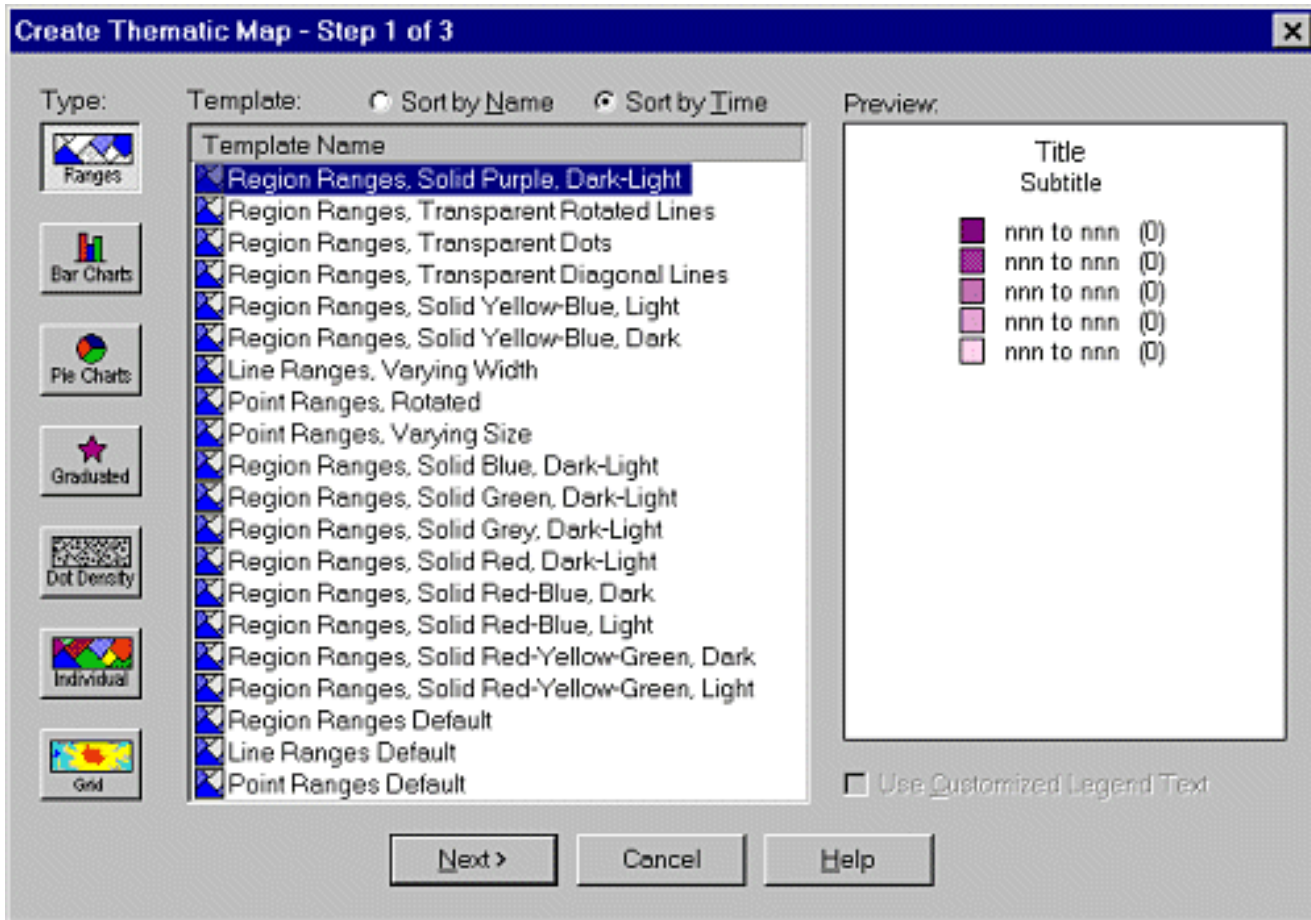 Create Thematic Map - Step 1 of 3
Type:
Ranges
Bar Charts
Pie Charts
Graduated
Dot Density
Individual
Grid
Template: Sort by Name Sort by Time
Template Name
Region Ranges, Solid Purple, Dark-Light
Region Ranges, Transparent Rotated Lines
Region Ranges, Transparent Dots
Region Ranges, Transparent Diagonal Lines
Region Ranges, Solid Yellow-Blue, Light
Region Ranges, Solid Yellow-Blue, Dark
Line Ranges, Varying Width
Point Ranges, Rotated
Point Ranges, Varying Size
Region Ranges, Solid Blue, Dark-Light
Region Ranges, Solid Green, Dark-Light
Region Ranges, Solid Grey, Dark-Light
Region Ranges, Solid Red, Dark-Light
Region Ranges, Solid Red-Blue, Dark
Region Ranges, Solid Red-Blue, Light
Region Ranges, Solid Red-Yellow-Green, Dark
Region Ranges, Solid Red-Yellow-Green, Light
Region Ranges Default
Line Ranges Default
Point Ranges Default
Preview:
Title
Subtitle
nnn to nnn (0)
nnn to nnn (0)
nnn to nnn (0)
nnn to nnn (0)
nnn to nnn (0)
Use Customized Legend Text
Next > Cancel Help